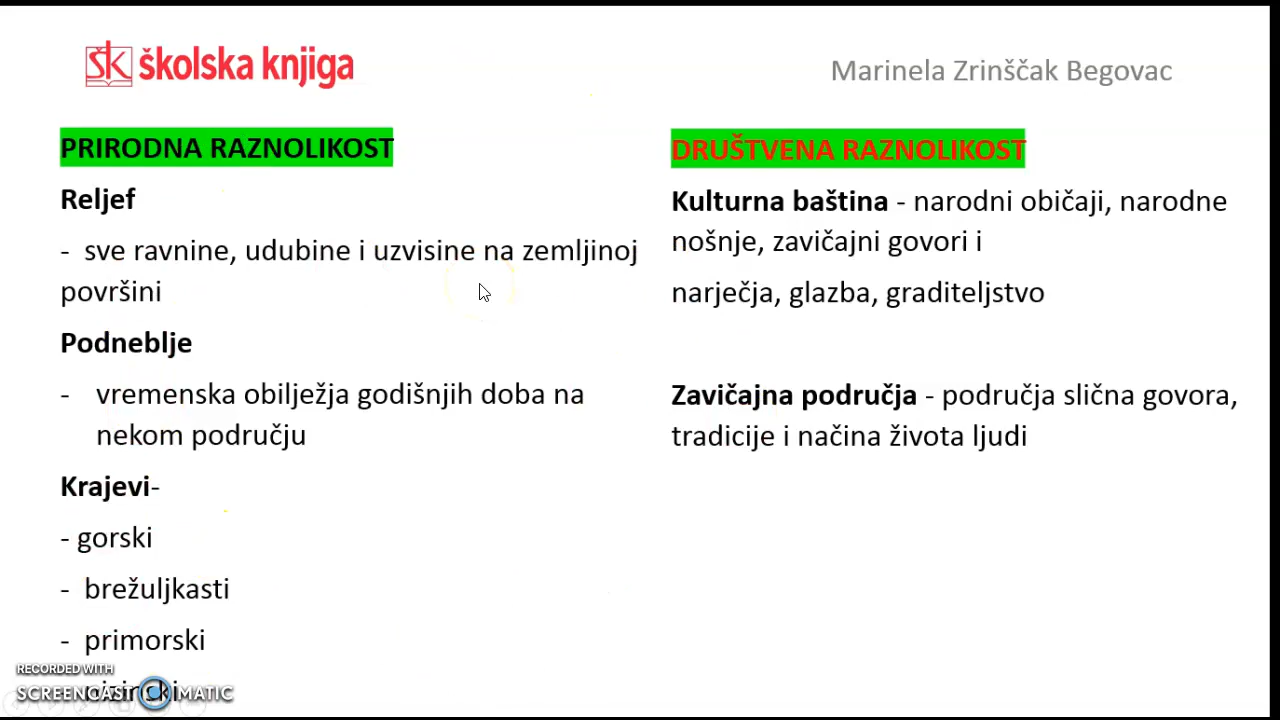 ŠK školska knjiga
Marinela Zrinščak Begovac
PRIRODNA RAZNOLIKOST
Reljef
- sve ravnine, udubine i uzvisine na zemljinoj
površini
Podneblje
- vremenska obilježja godišnjih doba na
nekom području
Krajevi-
- gorski
- brežuljkasti
- primorski
DRUŠTVENA RAZNOLIKOST
Kulturna baština - narodni običaji, narodne
nošnje, zavičajni govori i
narječja, glazba, graditeljstvo
Zavičajna područja - područja slična govora,
tradicije i načina života ljudi
RECORDED WITH
SCREENCAST MATIC